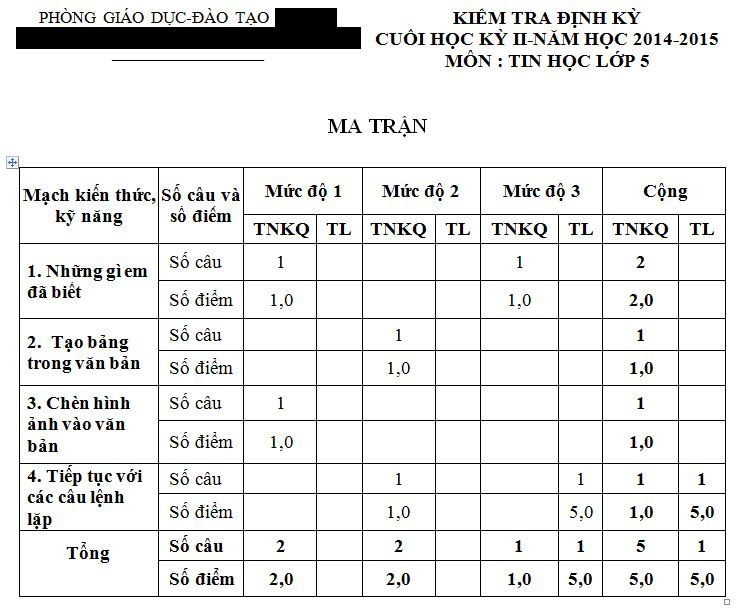 PHÒNG GIÁO DỤC-ĐÀO TẠO
KIỂM TRA ĐỊNH KỲ
CUỐI HỌC KỲ II-NĂM HỌC 2014-2015
MÔN : TIN HỌC LỚP 5
MA TRẬN
Mạch kiến thức, kỹ năng Số câu và số điểm Mức độ 1 Mức độ 2 Mức độ 3 Cộng
TNKQ TL TNKQ TL TNKQ TL TNKQ TL
1. Những gì em đã biết Số câu 1 1 2
Số điểm 1,0 1,0 2,0
2. Tạo bảng trong văn bản Số câu 1 1
Số điểm 1,0 1,0
3. Chèn hình ảnh vào văn bản Số câu 1 1
Số điểm 1,0 1,0
4. Tiếp tục với các câu lệnh lặp Số câu 1 1 1 1
Số điểm 1,0 5,0 1,0 5,0
Tổng Số câu 2 2 1 1 5 1
Số điểm 2,0 2,0 1,0 5,0 5,0 5,0